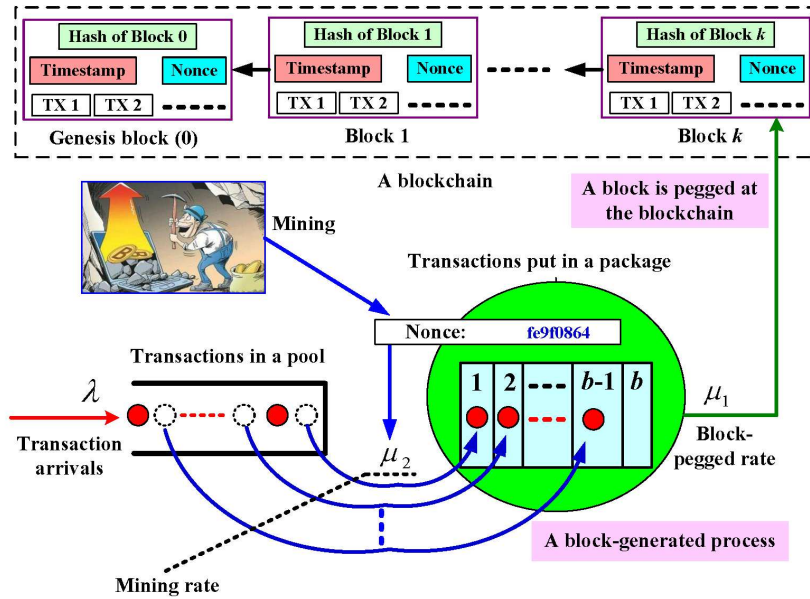 Hash of Block 0
Hash of Block 1
Hash of Block k
Timestamp
Nonce
Timestamp
Nonce
Timestamp
Nonce
TX 1
TX 2
TX 1
TX 2
TX 1
TX 2
Genesis block (0)
Block 1
Block k
A blockchain
A block is pegged at
the blockchain
Mining
Transactions put in a package
Nonce:
fe9f0864
Transactions in a pool
1
2
b-1
b
λ
μ1
Transaction
arrivals
μ2
Block-
pegged rate
A block-generated process
Mining rate